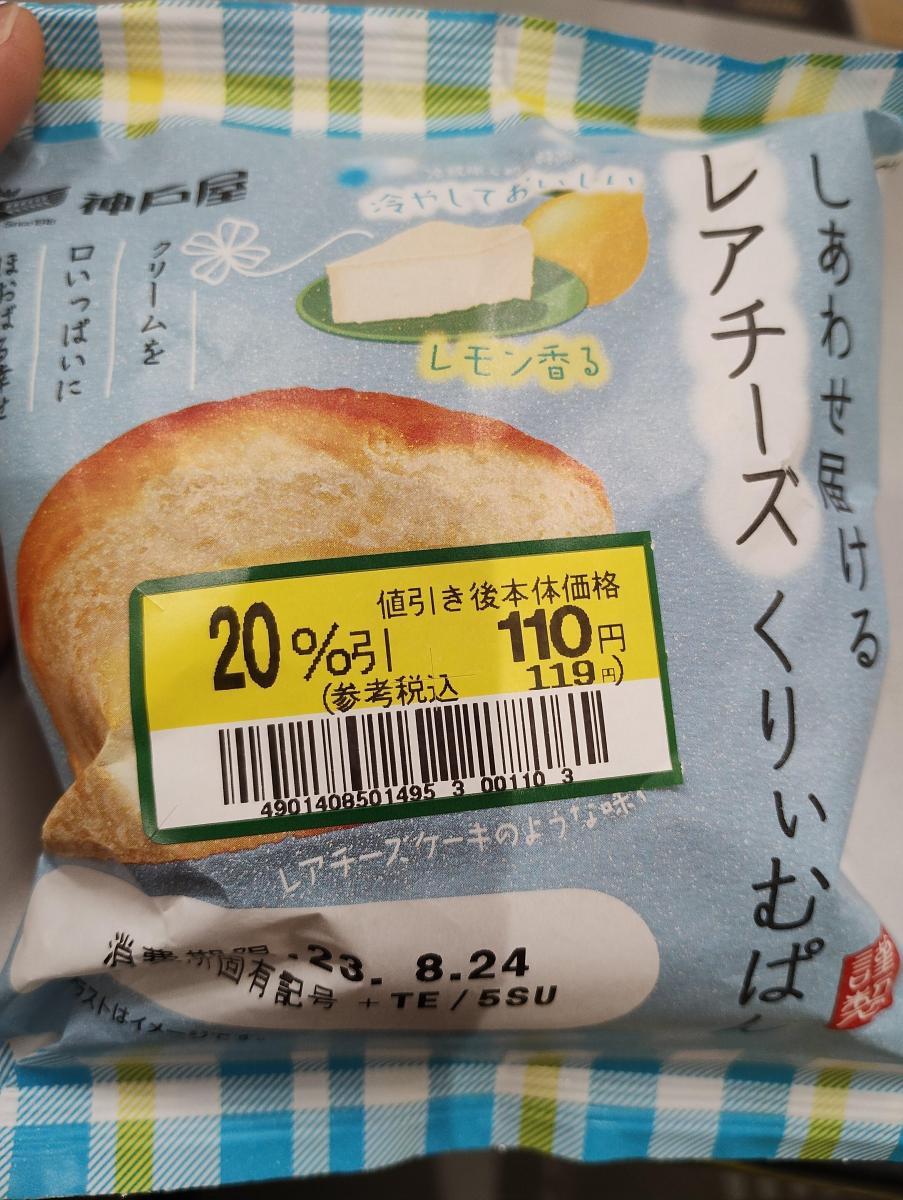 しあわせ届ける
レアチーズくりぃむぱん
謹製
神戸屋
Since1918
冷やしておいしい
レモン香る
クリームを
口いっぱいに
ほおばる幸せ
20%引
値引き後本体価格
110円
(参考税込 119円)
4901408501495 3 00110 3
レアチーズケーキのような味い
消費期限 .23. 8.24
固有記号 +TE/5SU
ラストはイメージです。